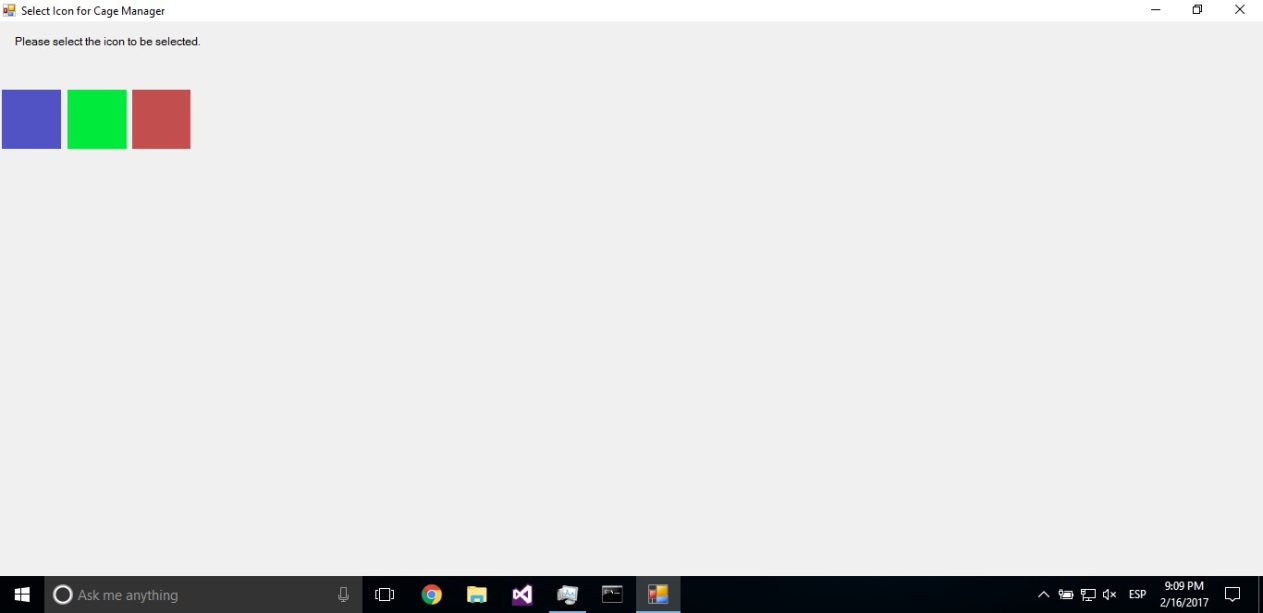 Select Icon for Cage Manager
Please select the icon to be selected.
Ask me anything
ESP
9:09 PM
2/16/2017